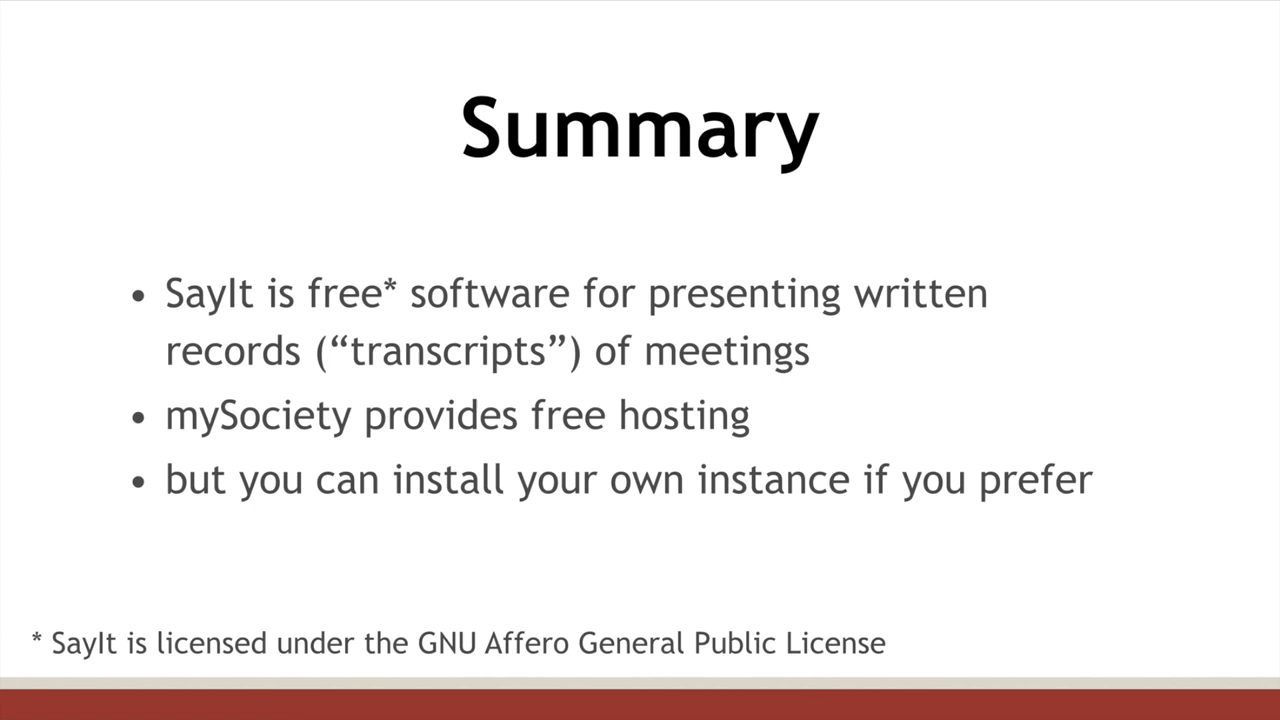 Summary
• SayIt is free* software for presenting written
records (“transcripts”) of meetings
• mySociety provides free hosting
• but you can install your own instance if you prefer
* SayIt is licensed under the GNU Affero General Public License